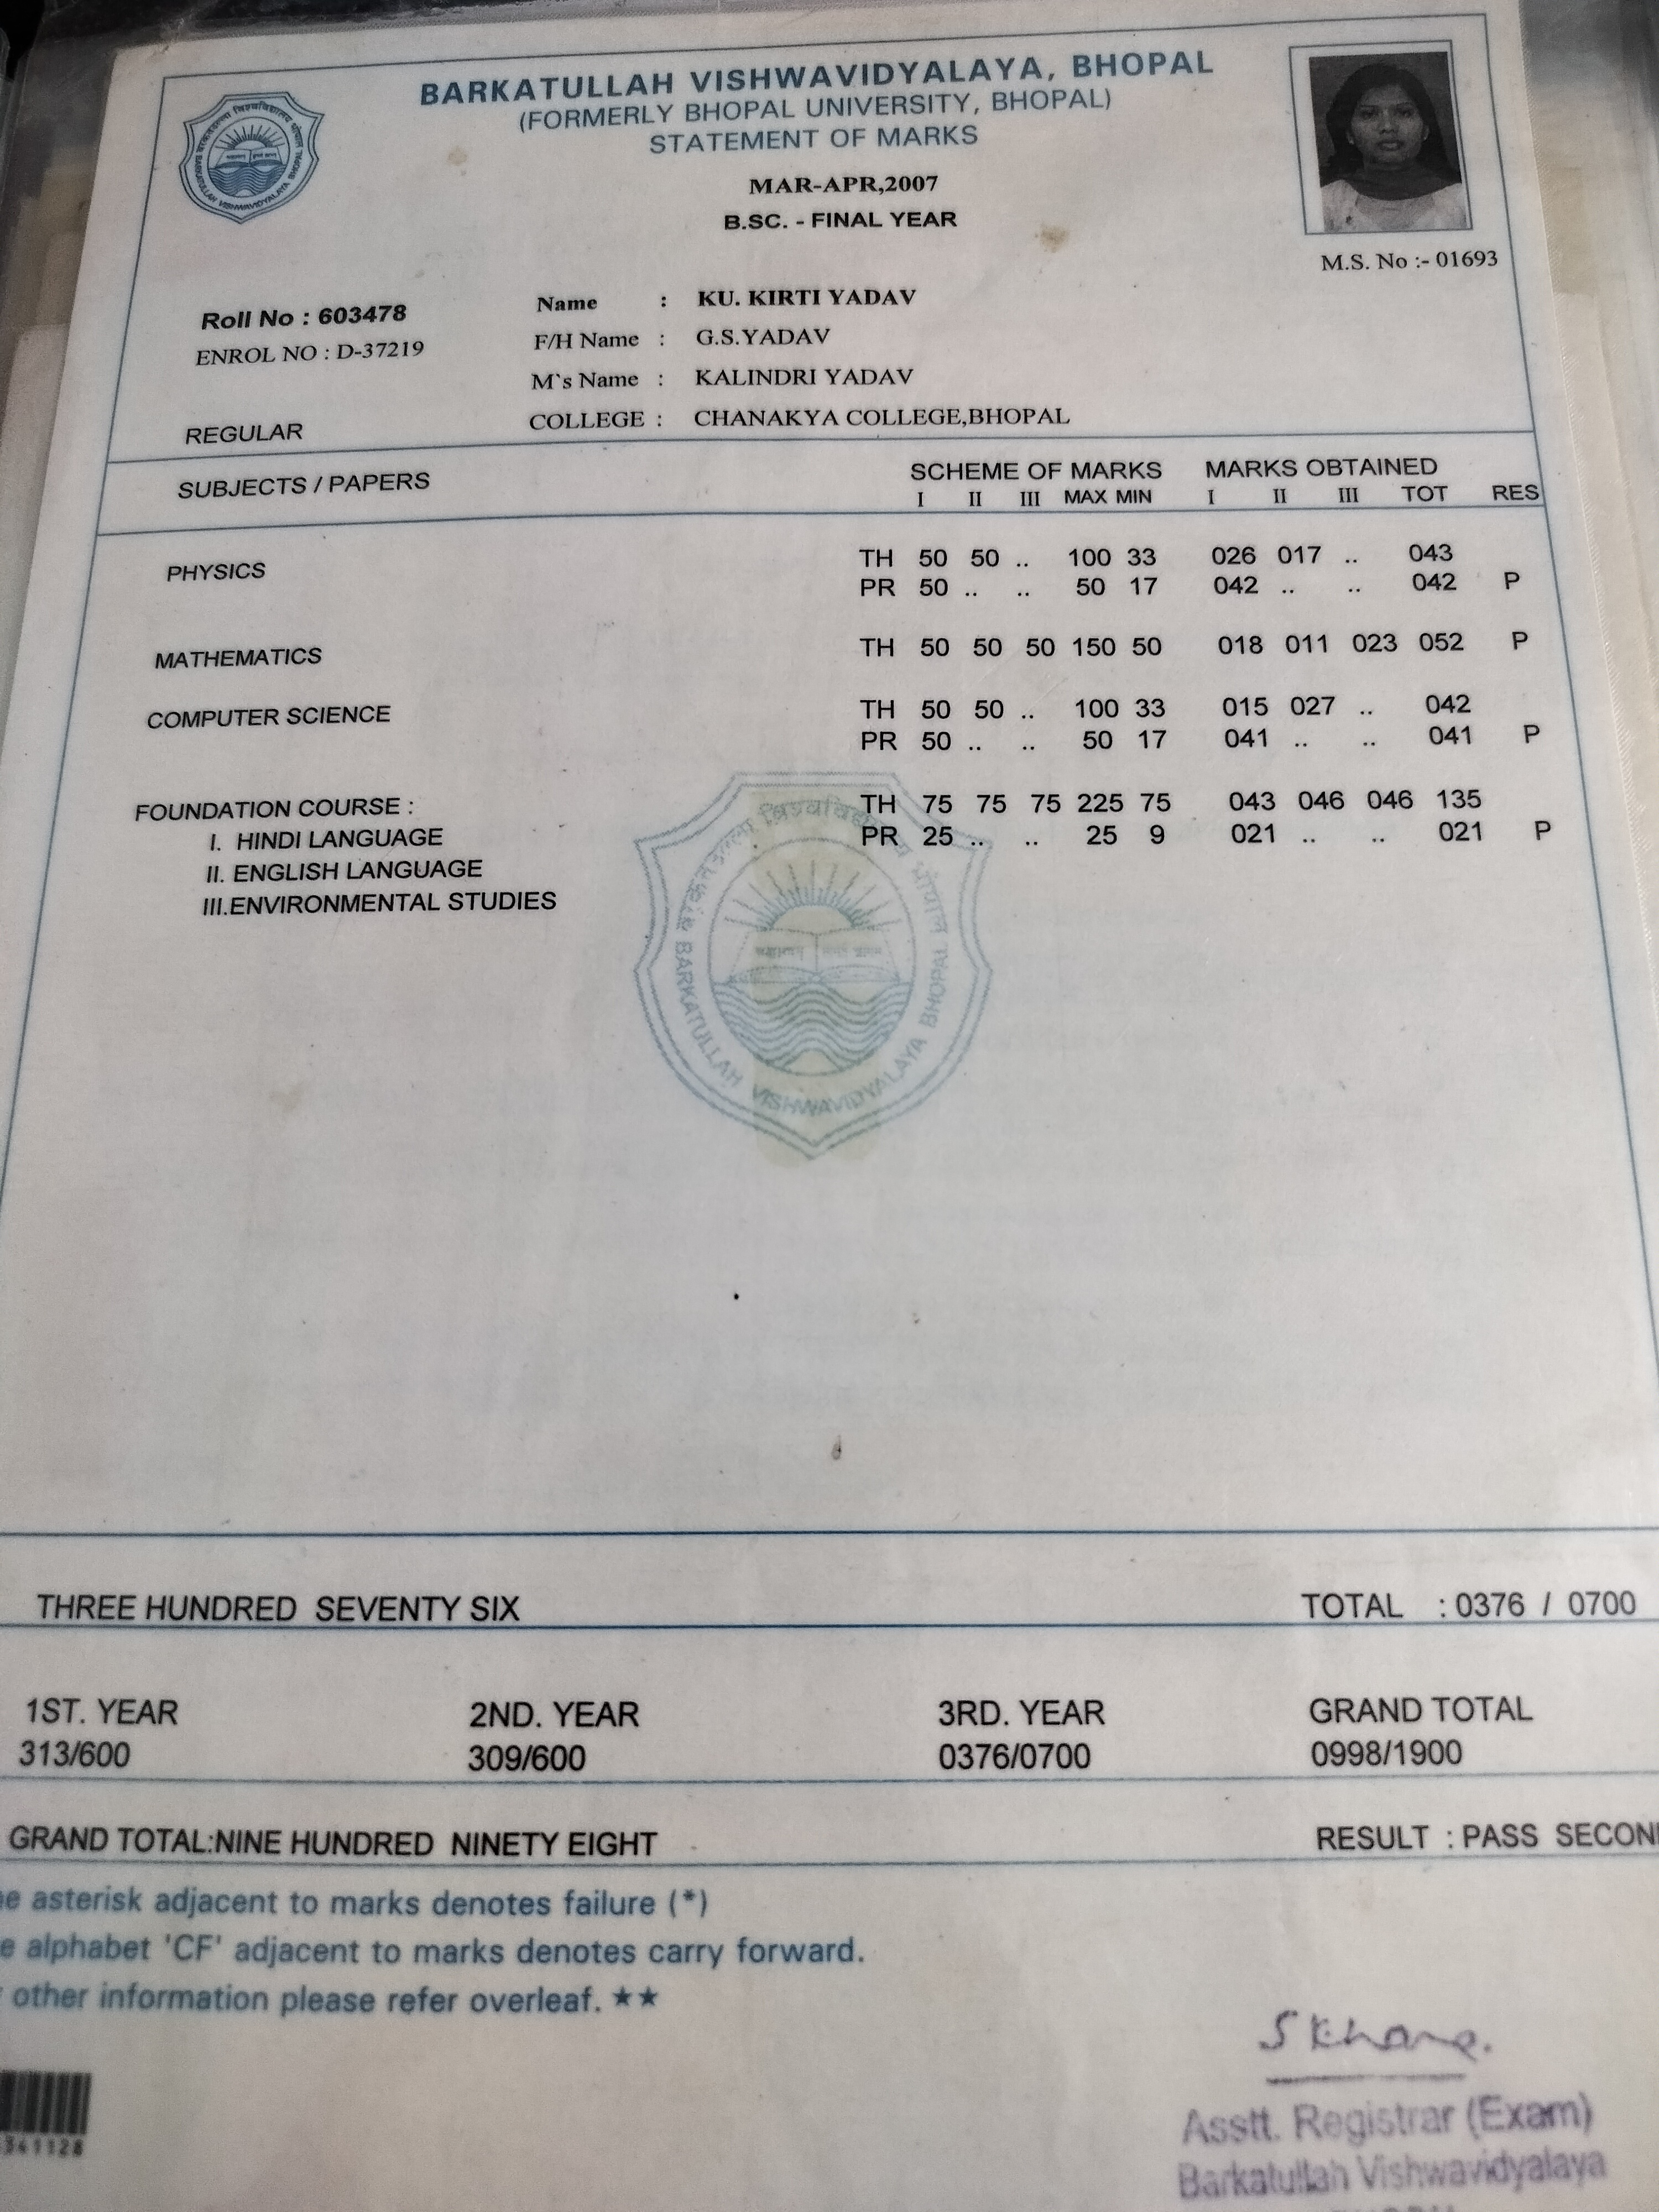 BARKATULLAH VISHWAVIDYALAYA, BHOPAL
(FORMERLY BHOPAL UNIVERSITY, BHOPAL)
STATEMENT OF MARKS
MAR-APR,2007
B.SC. - FINAL YEAR
BARKATULLAH VISHWAVIDYALAYA BHOPAL
M.S. No :- 01693
Roll No : 603478
ENROL NO : D-37219
REGULAR
Name : KU. KIRTI YADAV
F/H Name : G.S.YADAV
M`s Name : KALINDRI YADAV
COLLEGE : CHANAKYA COLLEGE,BHOPAL
SUBJECTS / PAPERS SCHEME OF MARKS MARKS OBTAINED
I II III MAX MIN I II III TOT RES
PHYSICS TH 50 50 .. 100 33 026 017 .. 043
PR 50 .. .. 50 17 042 .. .. 042 P
MATHEMATICS TH 50 50 50 150 50 018 011 023 052 P
COMPUTER SCIENCE TH 50 50 .. 100 33 015 027 .. 042
PR 50 .. .. 50 17 041 .. .. 041 P
FOUNDATION COURSE : TH 75 75 75 225 75 043 046 046 135
I. HINDI LANGUAGE PR 25 .. .. 25 9 021 .. .. 021 P
II. ENGLISH LANGUAGE
III.ENVIRONMENTAL STUDIES
BARKATULLAH VISHWAVIDYALAYA BHOPAL
THREE HUNDRED SEVENTY SIX TOTAL : 0376 / 0700
1ST. YEAR 2ND. YEAR 3RD. YEAR GRAND TOTAL
313/600 309/600 0376/0700 0998/1900
GRAND TOTAL:NINE HUNDRED NINETY EIGHT RESULT : PASS SECON
asterisk adjacent to marks denotes failure (*)
alphabet 'CF' adjacent to marks denotes carry forward.
other information please refer overleaf. ★★
341128
Asstt. Registrar (Exam)
Barkatullah Vishwavidyalaya